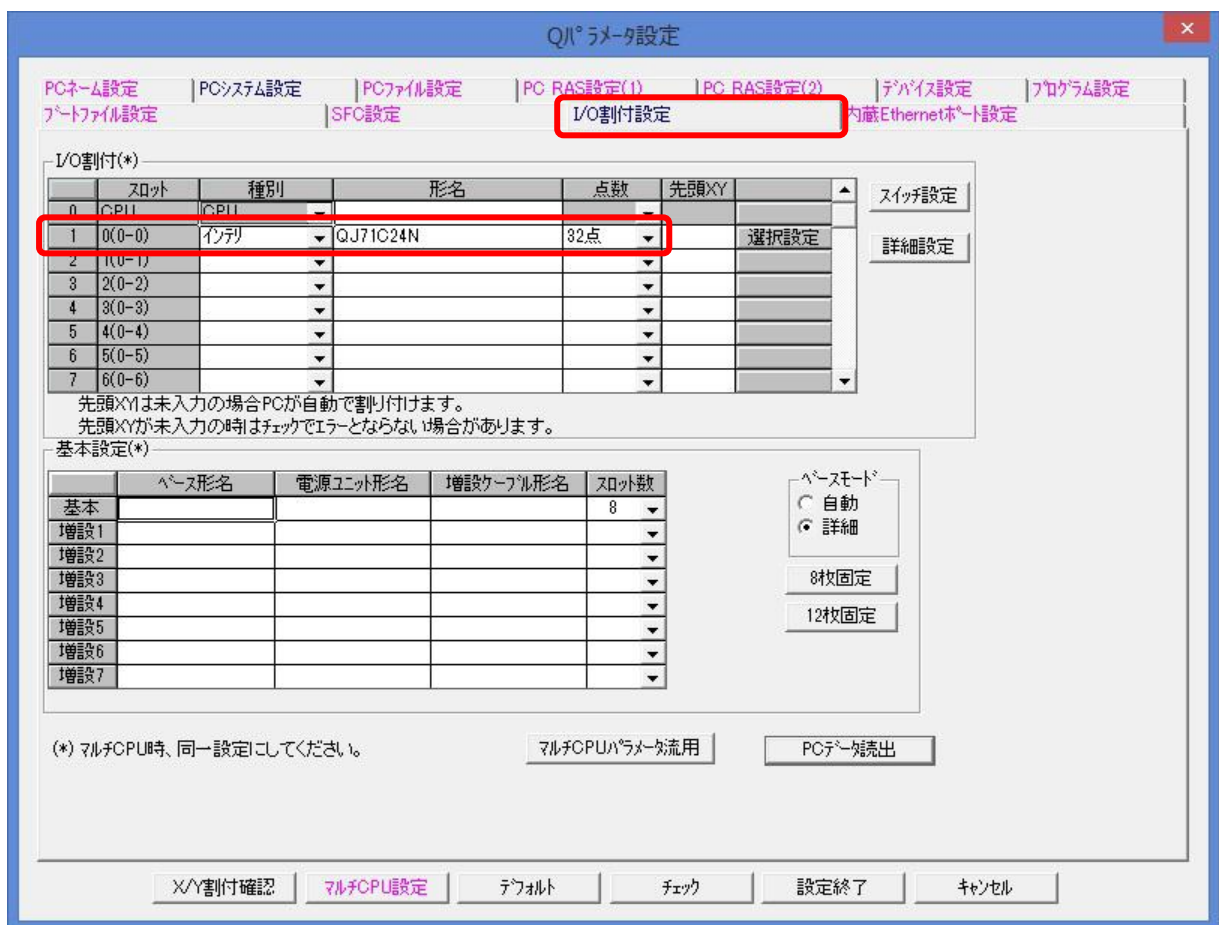 Qパラメータ設定
PCネーム設定 PCシステム設定 PCファイル設定 PC RAS設定(1) PC RAS設定(2) デバイス設定 プログラム設定
ブートファイル設定 SFC設定 I/O割付設定 内蔵Ethernetポート設定
I/O割付(*)
スロット 種別 形名 点数 先頭XY
0 CPU CPU
1 0(0-0) インテリ QJ71C24N 32点 選択設定
2 1(0-1)
3 2(0-2)
4 3(0-3)
5 4(0-4)
6 5(0-5)
7 6(0-6)
スイッチ設定
詳細設定
先頭XYは未入力の場合PCが自動で割り付けます。
先頭XYが未入力の時はチェックでエラーとならない場合があります。
基本設定(*)
ベース形名 電源ユニット形名 増設ケーブル形名 スロット数
基本 8
増設1
増設2
増設3
増設4
増設5
増設6
増設7
ベースモード
自動
詳細
8枚固定
12枚固定
(*) マルチCPU時、同一設定にしてください。
マルチCPUパラメータ流用 PCデータ読出
X/Y割付確認 マルチCPU設定 デフォルト チェック 設定終了 キャンセル